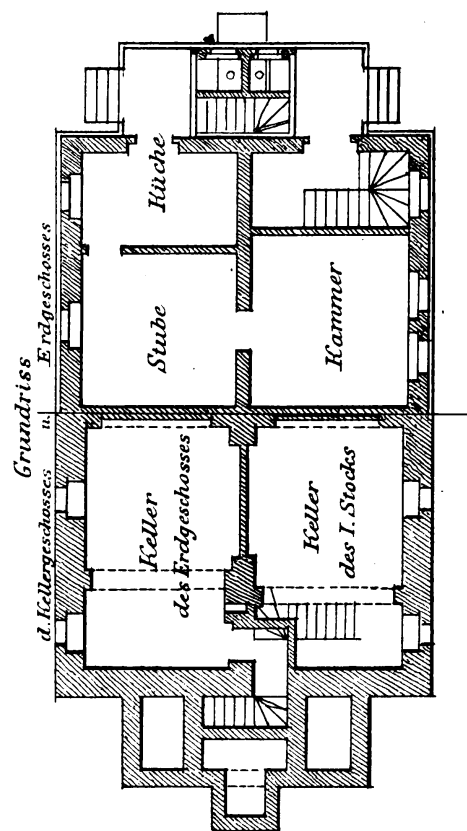 Grundriss
d. Kellergeschosses u. Erdgeschosses
Küche
Stube
Kammer
Keller
des Erdgeschosses
Keller
des I. Stocks